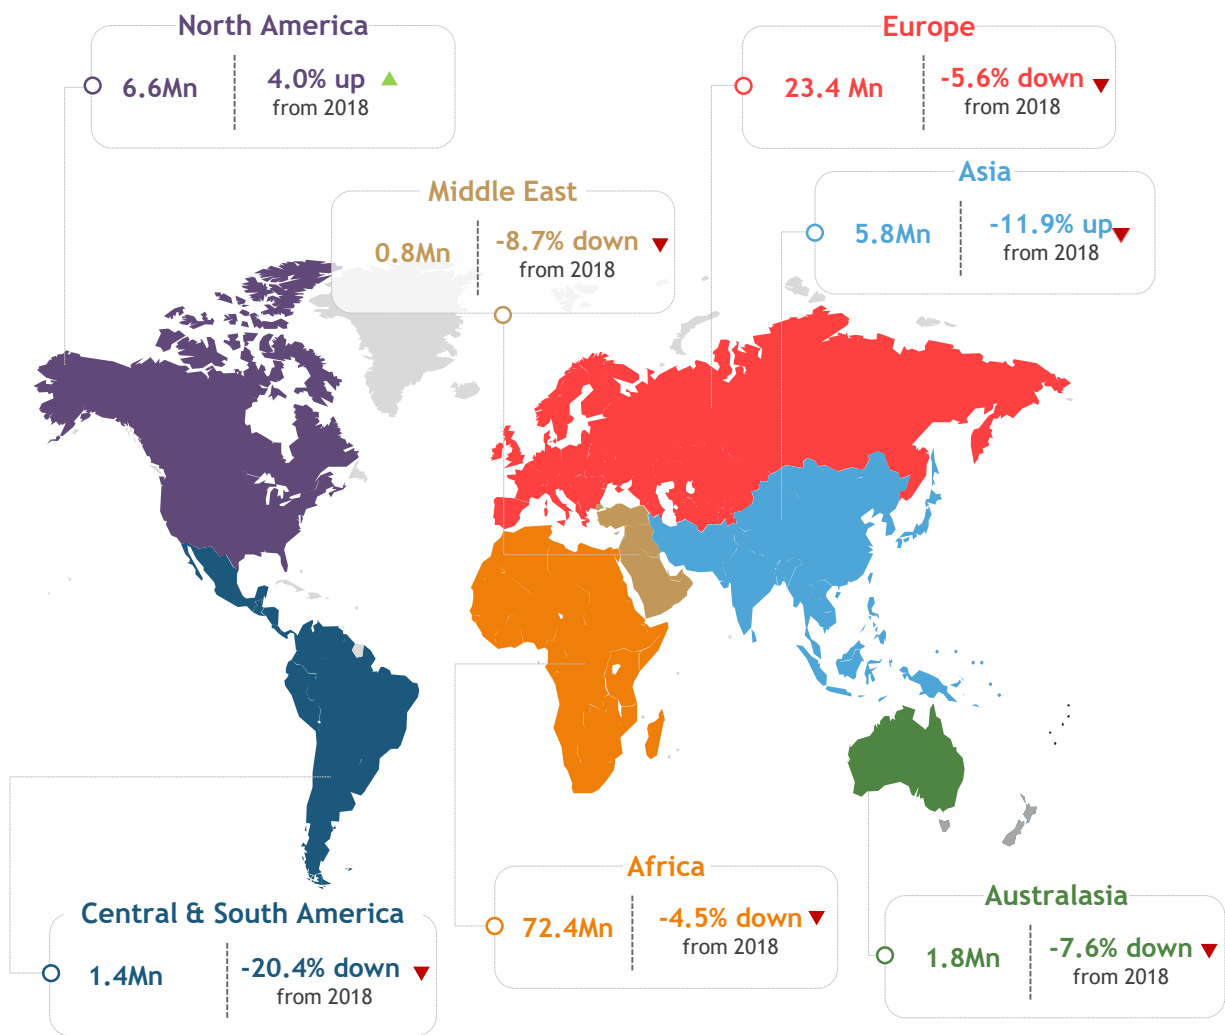 North America
6.6Mn
4.0% up
from 2018
Europe
23.4 Mn
-5.6% down
from 2018
Middle East
0.8Mn
-8.7% down
from 2018
Asia
5.8Mn
-11.9% up
from 2018
Central & South America
1.4Mn
-20.4% down
from 2018
Africa
72.4Mn
-4.5% down
from 2018
Australasia
1.8Mn
-7.6% down
from 2018